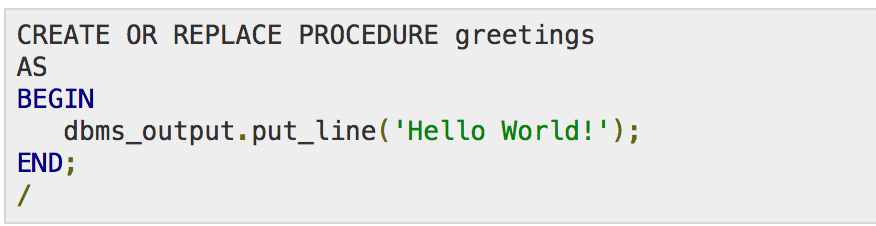 CREATE OR REPLACE PROCEDURE greetings
AS
BEGIN
   dbms_output.put_line('Hello World!');
END;
/